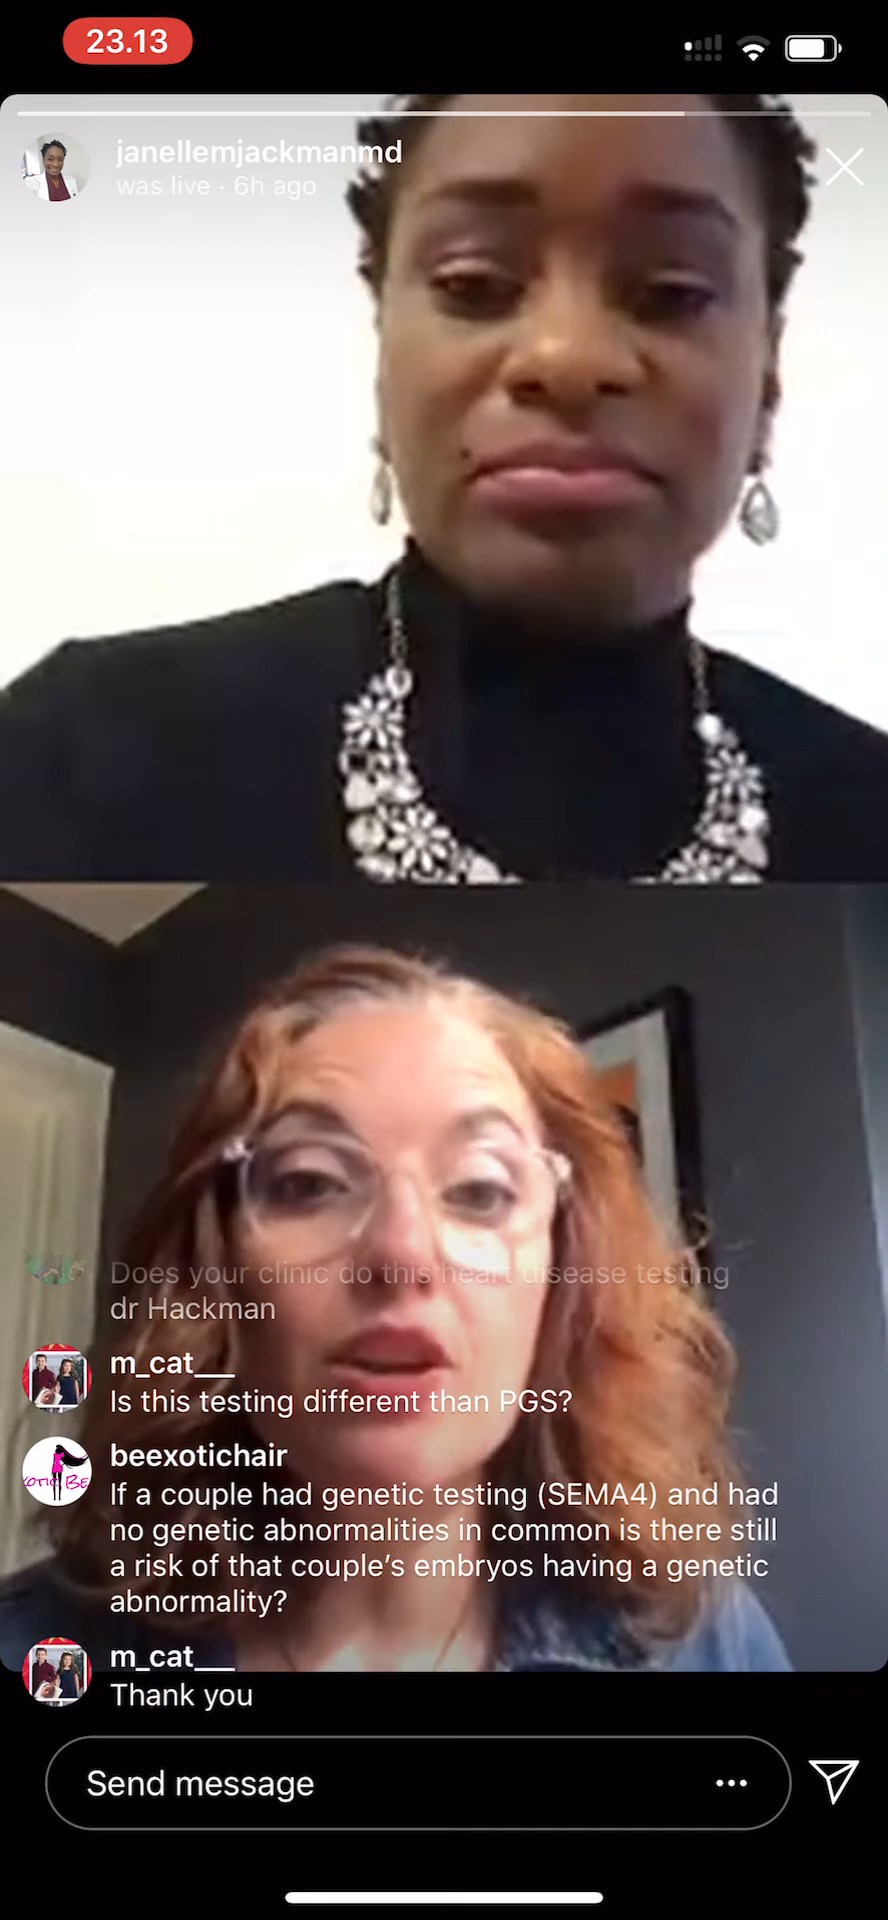 23.13
janellemjackmanmd
was live · 6h ago
Does your clinic do this heart disease testing
dr Hackman
m_cat___
Is this testing different than PGS?
beexotichair
If a couple had genetic testing (SEMA4) and had
no genetic abnormalities in common is there still
a risk of that couple's embryos having a genetic
abnormality?
m_cat___
Thank you
Send message